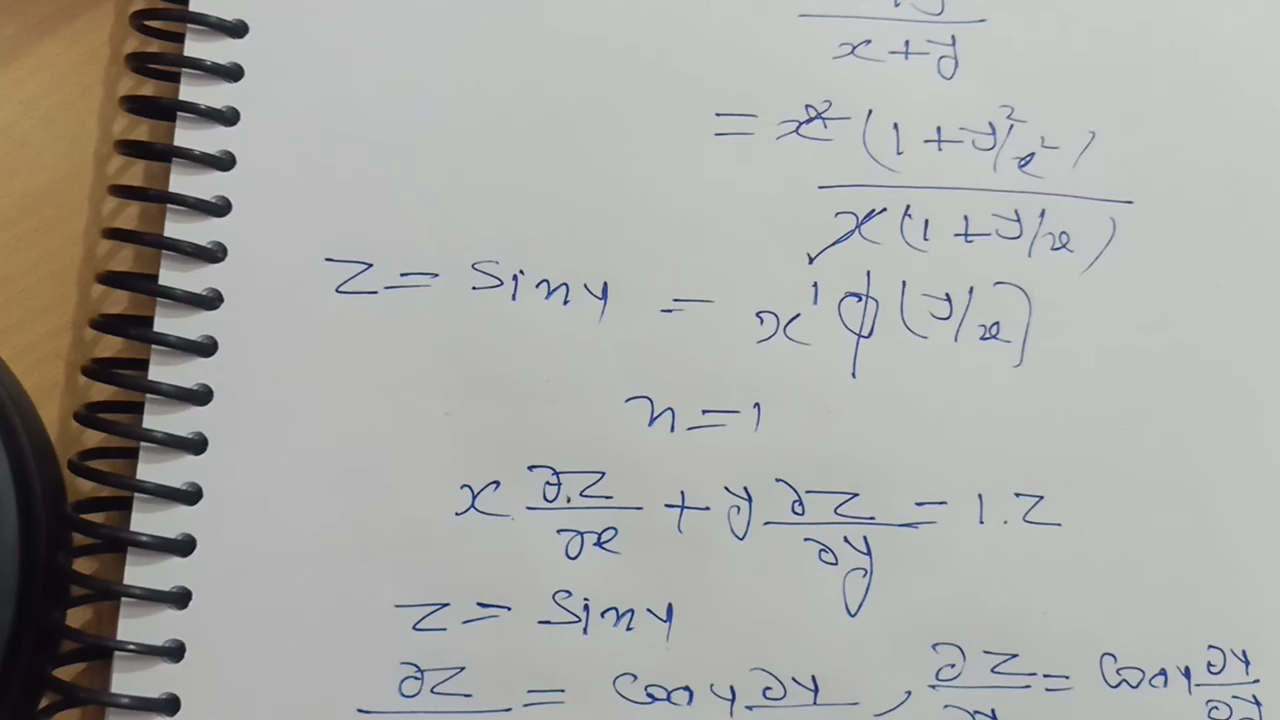 x+y
= x² (1+y²/x²)
x(1+y/x)
z = sin u = x¹ φ(y/x)
n=1
x ∂z/∂x + y ∂z/∂y = 1.z
z = sin u
∂z = cos u ∂u , ∂z = cos u ∂u